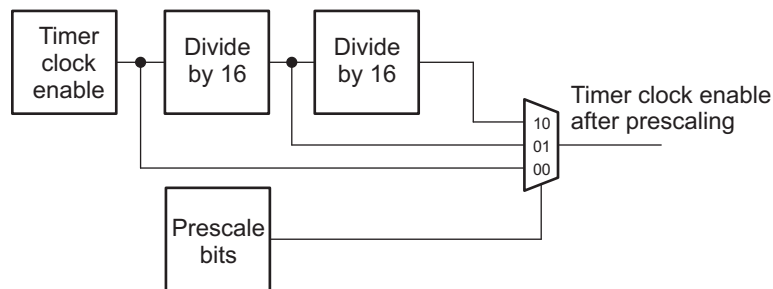 Timer
clock
enable
Divide
by 16
Divide
by 16
Timer clock enable
after prescaling
10
01
00
Prescale
bits